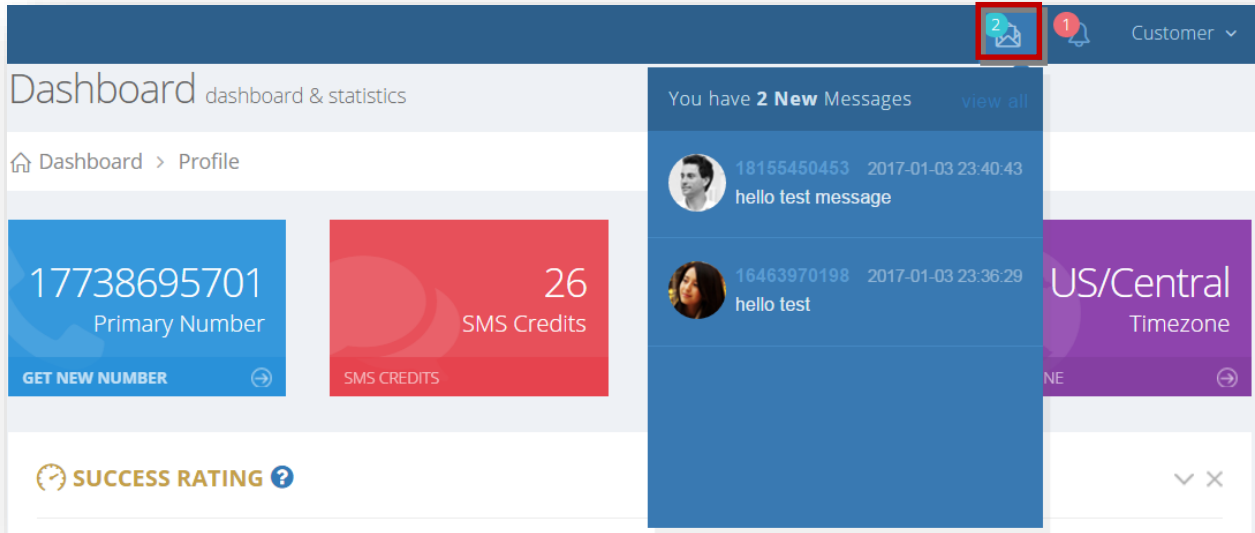 2
1
Customer
Dashboard dashboard & statistics
You have 2 New Messages view all
Dashboard > Profile
18155450453 2017-01-03 23:40:43
hello test message
16463970198 2017-01-03 23:36:29
hello test
17738695701
Primary Number
GET NEW NUMBER
26
SMS Credits
SMS CREDITS
US/Central
Timezone
NE
SUCCESS RATING ?